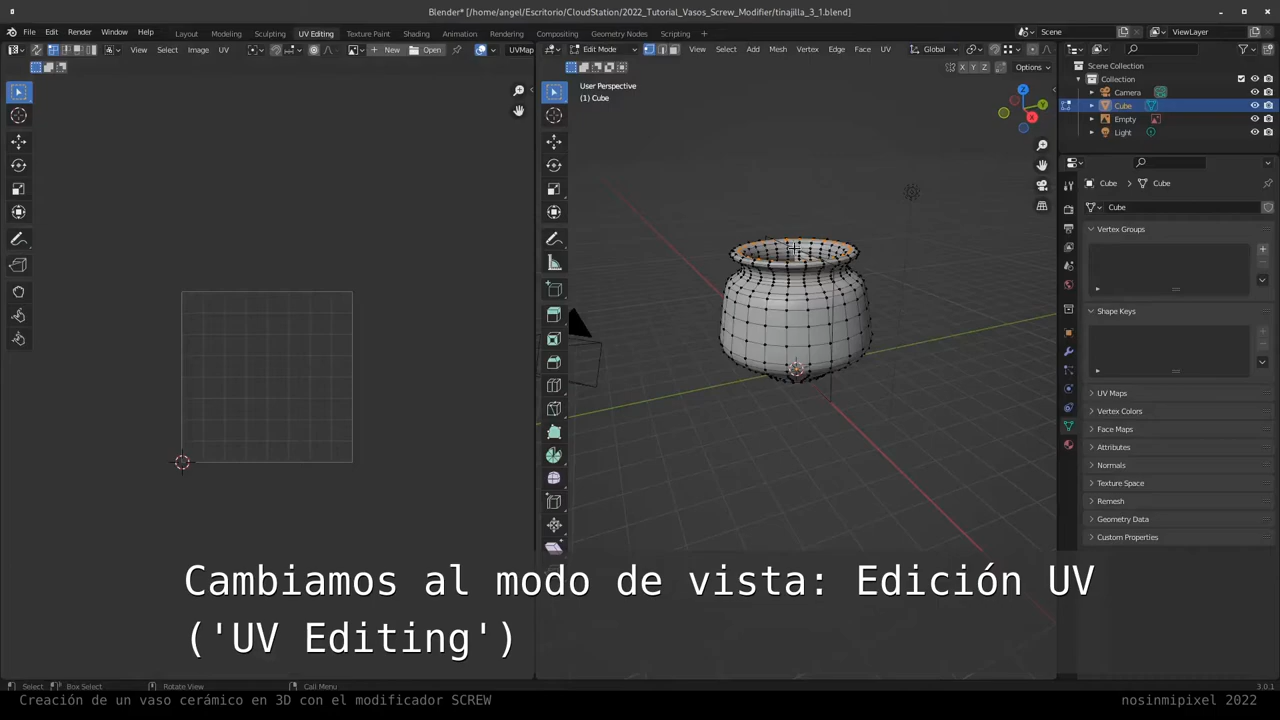 Blender* [/home/angel/Escritorio/CloudStation/2022_Tutorial_Vasos_Screw_Modifier/tinajilla_3_1.blend]
File Edit Render Window Help Layout Modeling Sculpting UV Editing Texture Paint Shading Animation Rendering Compositing Geometry Nodes Scripting Scene ViewLayer
View Select Image UV New Open UVMap Edit Mode View Select Add Mesh Vertex Edge Face UV Global
X Y Z Options
User Perspective
(1) Cube
Scene Collection
Collection
Camera
Cube
Empty
Light
Cube Cube
Cube
Vertex Groups
Shape Keys
UV Maps
Vertex Colors
Face Maps
Attributes
Normals
Texture Space
Remesh
Geometry Data
Custom Properties
Cambiamos al modo de vista: Edición UV
('UV Editing')
Select Box Select Rotate View Call Menu 3.0.1
Creación de un vaso cerámico en 3D con el modificador SCREW
nosinmipixel 2022